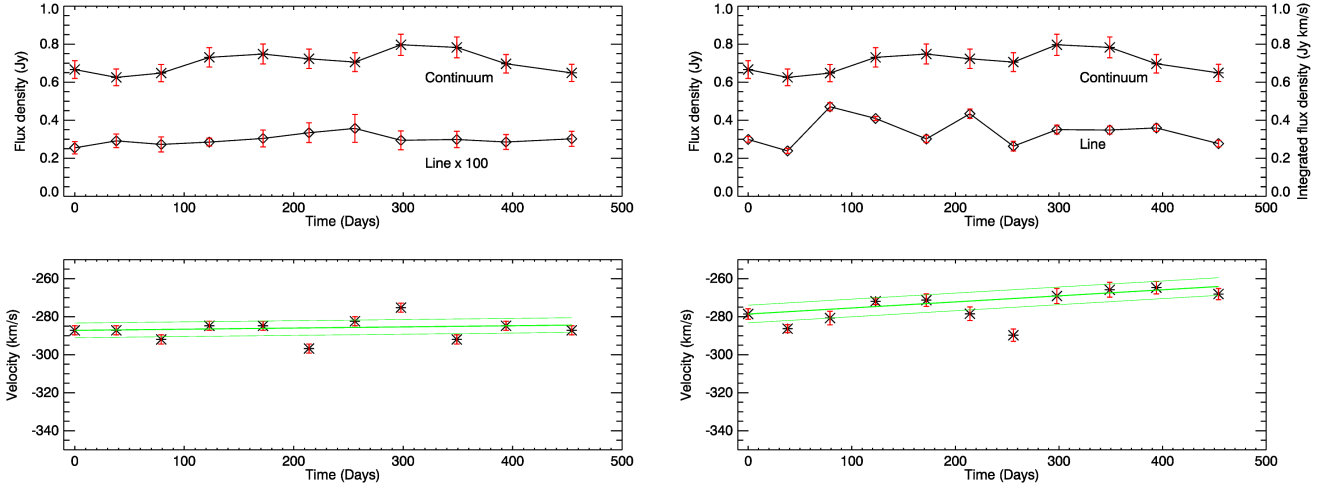 1.0
0.8
0.6
0.4
0.2
0.0
Flux density (Jy)
Continuum
Line x 100
0 100 200 300 400 500
Time (Days)
1.0
0.8
0.6
0.4
0.2
0.0
Flux density (Jy)
Continuum
Line
1.0
0.8
0.6
0.4
0.2
0.0
Integrated flux density (Jy km/s)
0 100 200 300 400 500
Time (Days)
-260
-280
-300
-320
-340
Velocity (km/s)
0 100 200 300 400 500
Time (Days)
-260
-280
-300
-320
-340
Velocity (km/s)
0 100 200 300 400 500
Time (Days)